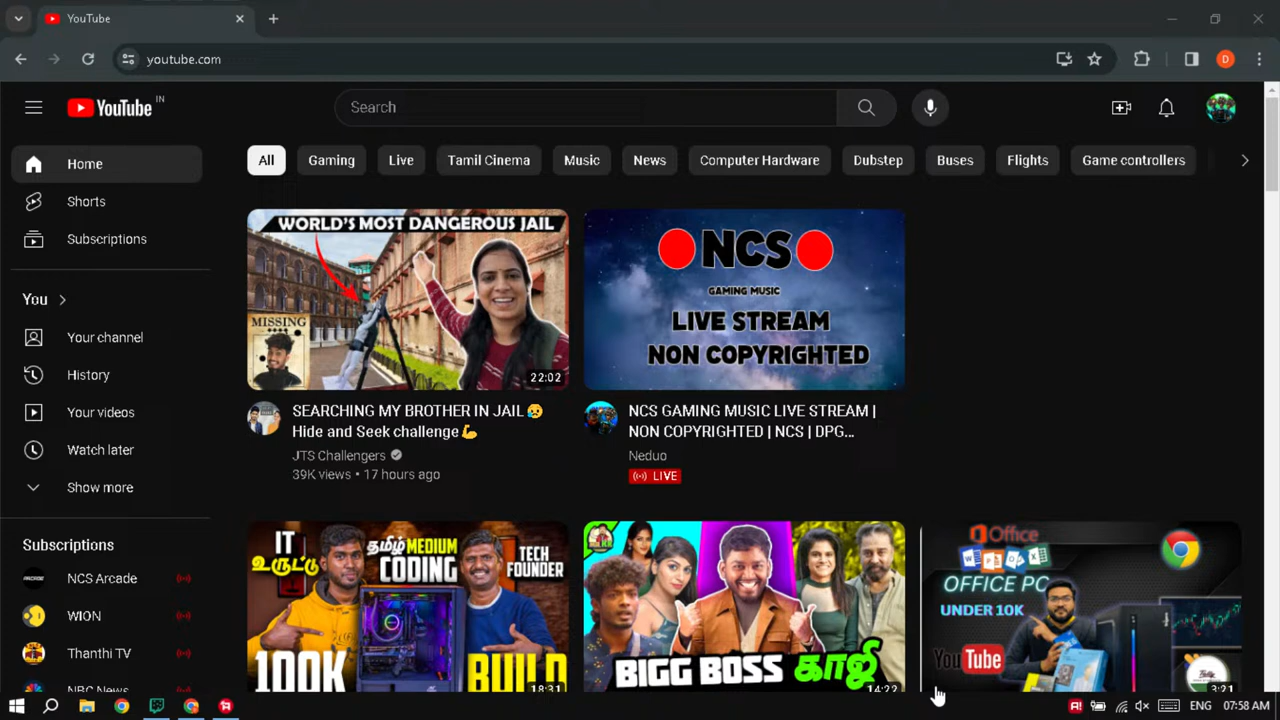 YouTube
youtube.com
D
YouTube IN
Search
All
Gaming
Live
Tamil Cinema
Music
News
Computer Hardware
Dubstep
Buses
Flights
Game controllers
Home
Shorts
Subscriptions
You
Your channel
History
Your videos
Watch later
Show more
Subscriptions
NCS Arcade
WION
Thanthi TV
NBC News
WORLD'S MOST DANGEROUS JAIL
MISSING
22:02
SEARCHING MY BROTHER IN JAIL 😥
Hide and Seek challenge💪
JTS Challengers
39K views • 17 hours ago
NCS
GAMING MUSIC
LIVE STREAM
NON COPYRIGHTED
NCS GAMING MUSIC LIVE STREAM |
NON COPYRIGHTED | NCS | DPG...
Neduo
LIVE
IT
உருட்டு
தமிழ் MEDIUM
CODING
TECH
FOUNDER
100K
BUILD
18:31
BIGG BOSS காஜி
14:22
Office
OFFICE PC
UNDER 10K
YouTube
3:21
ENG
07:58 AM